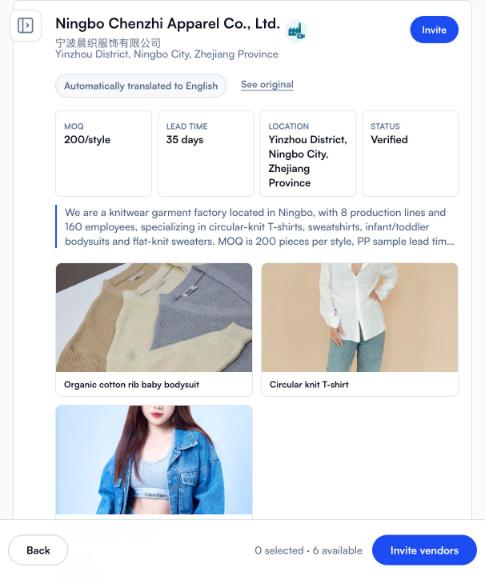 Ningbo Chenzhi Apparel Co., Ltd.
宁波晨织服饰有限公司
Yinzhou District, Ningbo City, Zhejiang Province
Invite
Automatically translated to English
See original
MOQ
200/style
LEAD TIME
35 days
LOCATION
Yinzhou District,
Ningbo City,
Zhejiang
Province
STATUS
Verified
We are a knitwear garment factory located in Ningbo, with 8 production lines and
160 employees, specializing in circular-knit T-shirts, sweatshirts, infant/toddler
bodysuits and flat-knit sweaters. MOQ is 200 pieces per style, PP sample lead tim...
Organic cotton rib baby bodysuit
Circular knit T-shirt
Calvin Klein
Back
0 selected · 6 available
Invite vendors